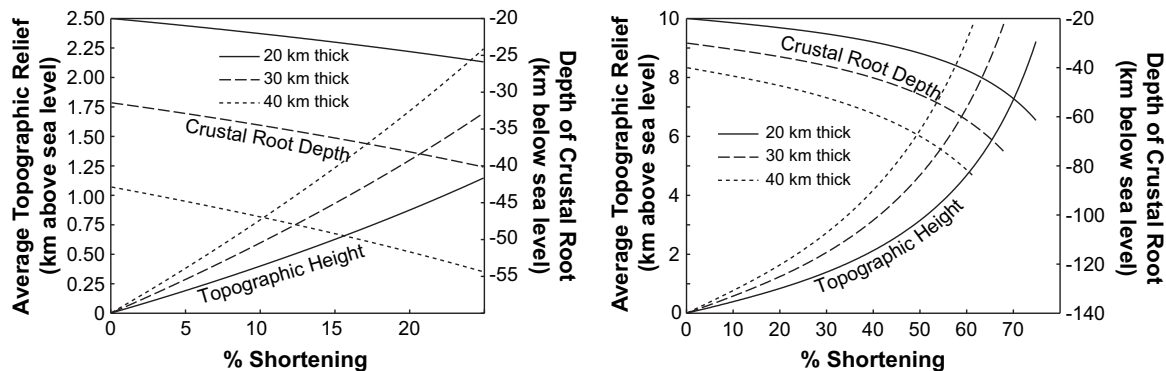 Average Topographic Relief
(km above sea level)
2.50
2.25
2.00
1.75
1.50
1.25
1.00
0.75
0.50
0.25
0
20 km thick
30 km thick
40 km thick
Crustal Root Depth
Topographic Height
-20
-25
-30
-35
-40
-45
-50
-55
Depth of Crustal Root
(km below sea level)
0
5
10
15
20
% Shortening
Average Topographic Relief
(km above sea level)
10
8
6
4
2
0
Crustal Root Depth
20 km thick
30 km thick
40 km thick
Topographic Height
-20
-40
-60
-80
-100
-120
-140
Depth of Crustal Root
(km below sea level)
0
10
20
30
40
50
60
70
% Shortening